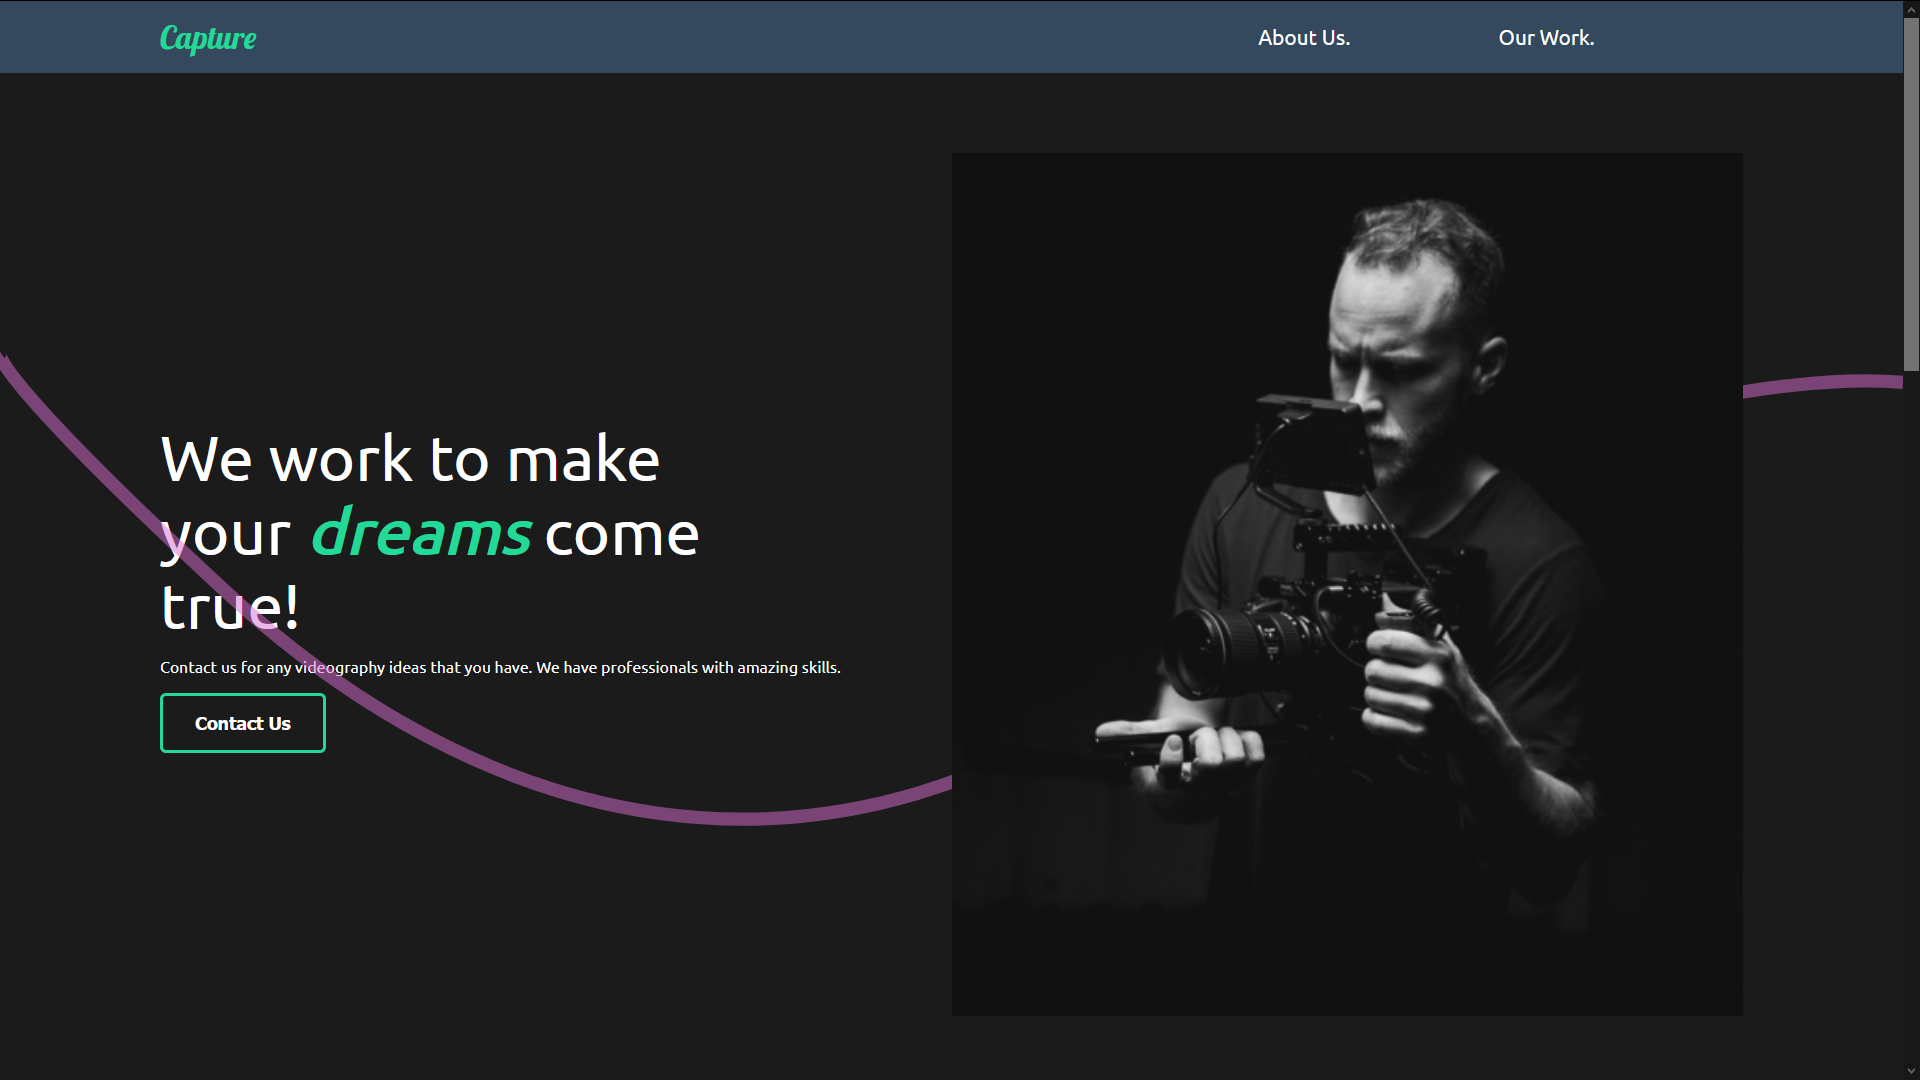 Capture
About Us.
Our Work.
We work to make
your dreams come
true!
Contact us for any videography ideas that you have. We have professionals with amazing skills.
Contact Us